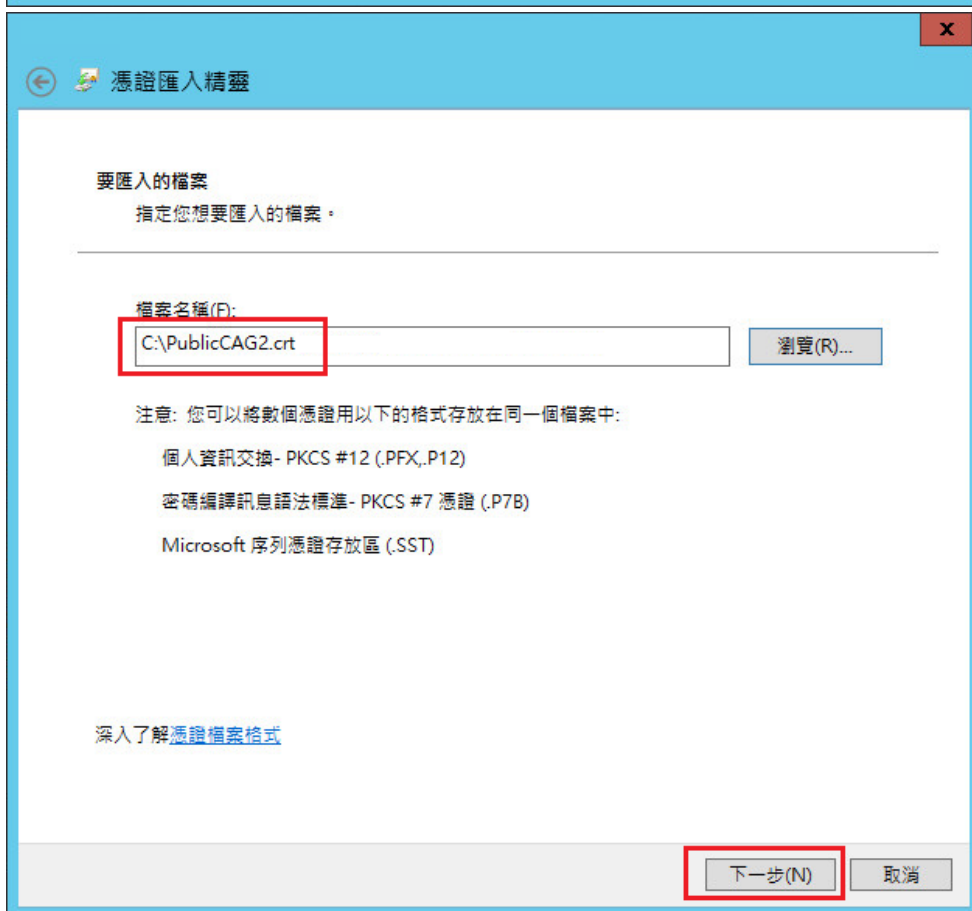 x
憑證匯入精靈
要匯入的檔案
指定您想要匯入的檔案。
檔案名稱(F):
C:\PublicCAG2.crt
瀏覽(R)...
注意: 您可以將數個憑證用以下的格式存放在同一個檔案中:
個人資訊交換- PKCS #12 (.PFX,.P12)
密碼編譯訊息語法標準- PKCS #7 憑證 (.P7B)
Microsoft 序列憑證存放區 (.SST)
深入了解憑證檔案格式
下一步(N)
取消